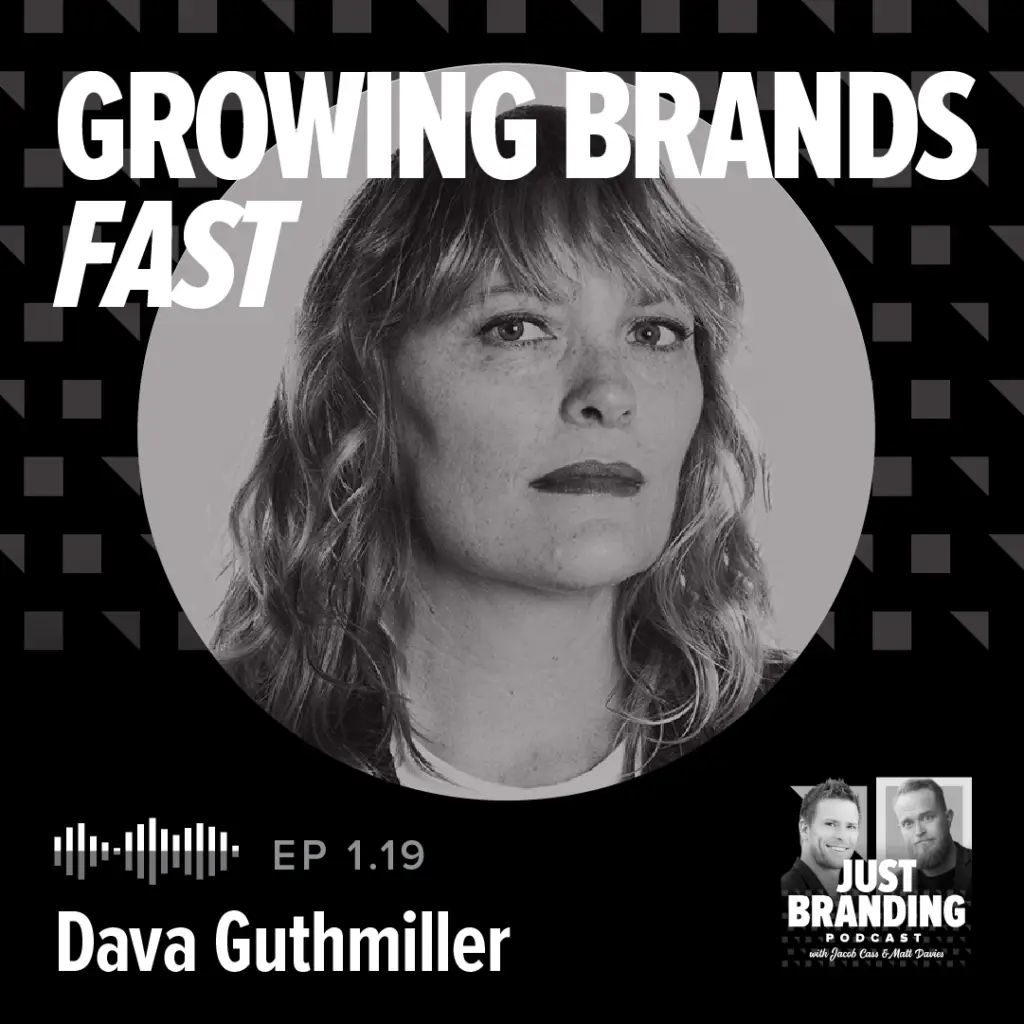 GROWING BRANDS
FAST
EP 1.19
Dava Guthmiller
JUST
BRANDING
PODCAST
with Jacob Cass & Matt Davies